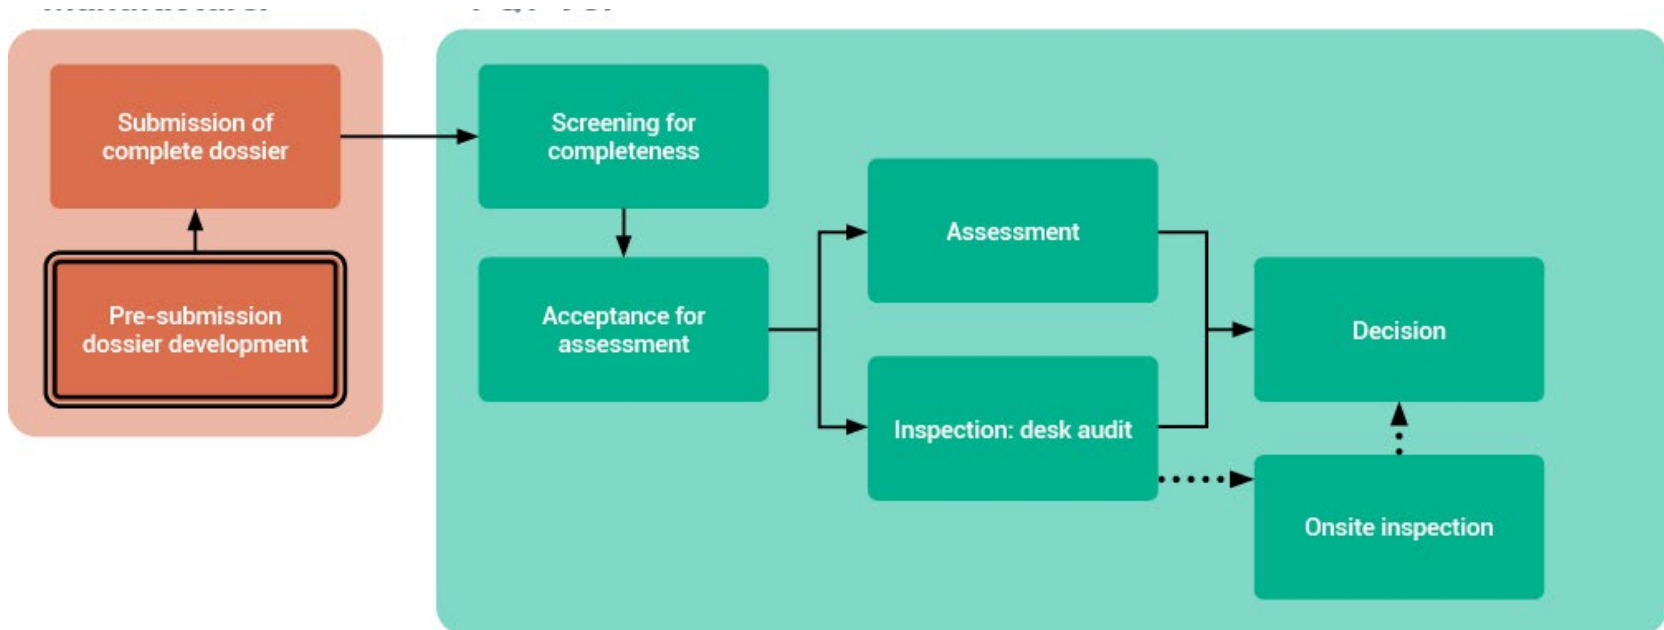 Submission of
complete dossier
Pre-submission
dossier development
Screening for
completeness
Acceptance for
assessment
Assessment
Inspection: desk audit
Decision
Onsite inspection